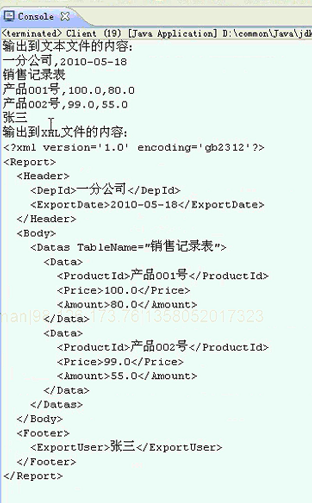 Console
<terminated> Client (19) [Java Application] D:\common\Java\jdk
输出到文本文件的内容:
一分公司,2010-05-18
销售记录表
产品001号,100.0,80.0
产品002号,99.0,55.0
张三
输出到XML文件的内容:
<?xml version='1.0' encoding='gb2312'?>
<Report>
<Header>
<DepId>一分公司</DepId>
<ExportDate>2010-05-18</ExportDate>
</Header>
<Body>
<Datas TableName="销售记录表">
<Data>
<ProductId>产品001号</ProductId>
<Price>100.0</Price>
<Amount>80.0</Amount>
</Data>
<Data>
<ProductId>产品002号</ProductId>
<Price>99.0</Price>
<Amount>55.0</Amount>
</Data>
</Datas>
</Body>
<Footer>
<ExportUser>张三</ExportUser>
</Footer>
</Report>